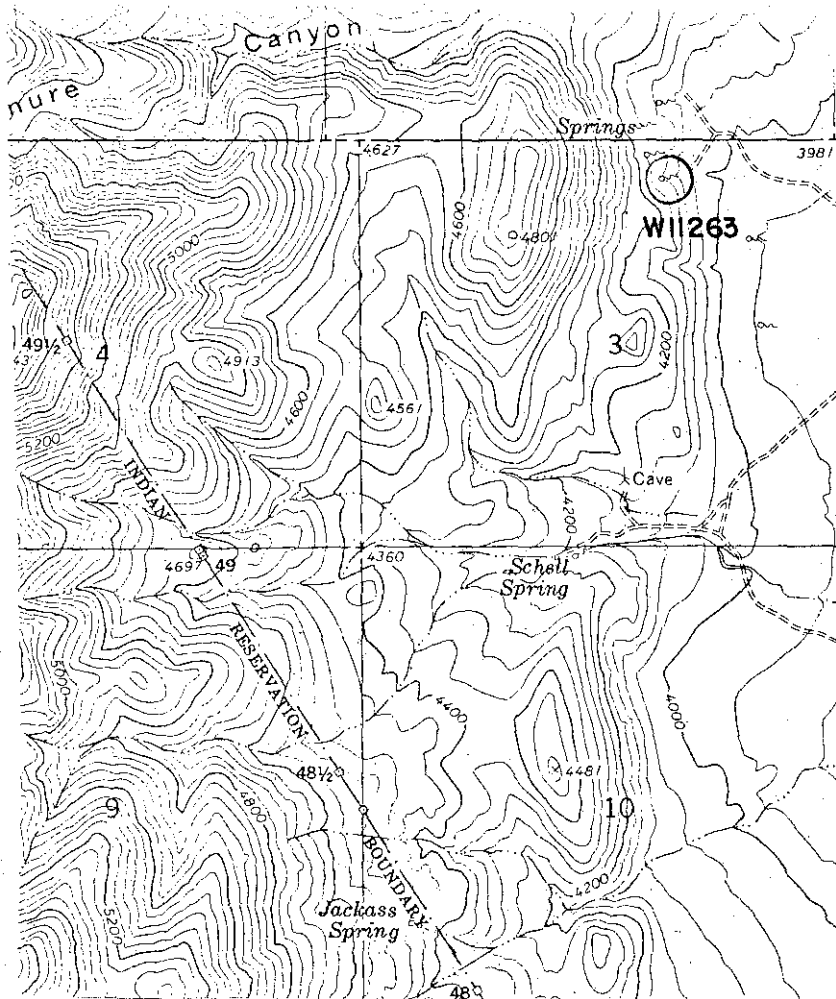 Canyon
nure
Springs
4627
3981
4600
W11263
5000
4801
49½
4
4913
3
4200
4561
4600
5200
INDIAN
Cave
4200
4697
49
4360
Schell
Spring
RESERVATION
5000
4400
4000
48½
4481
9
4800
10
BOUNDARY
4200
Jackass
Spring
5200
48